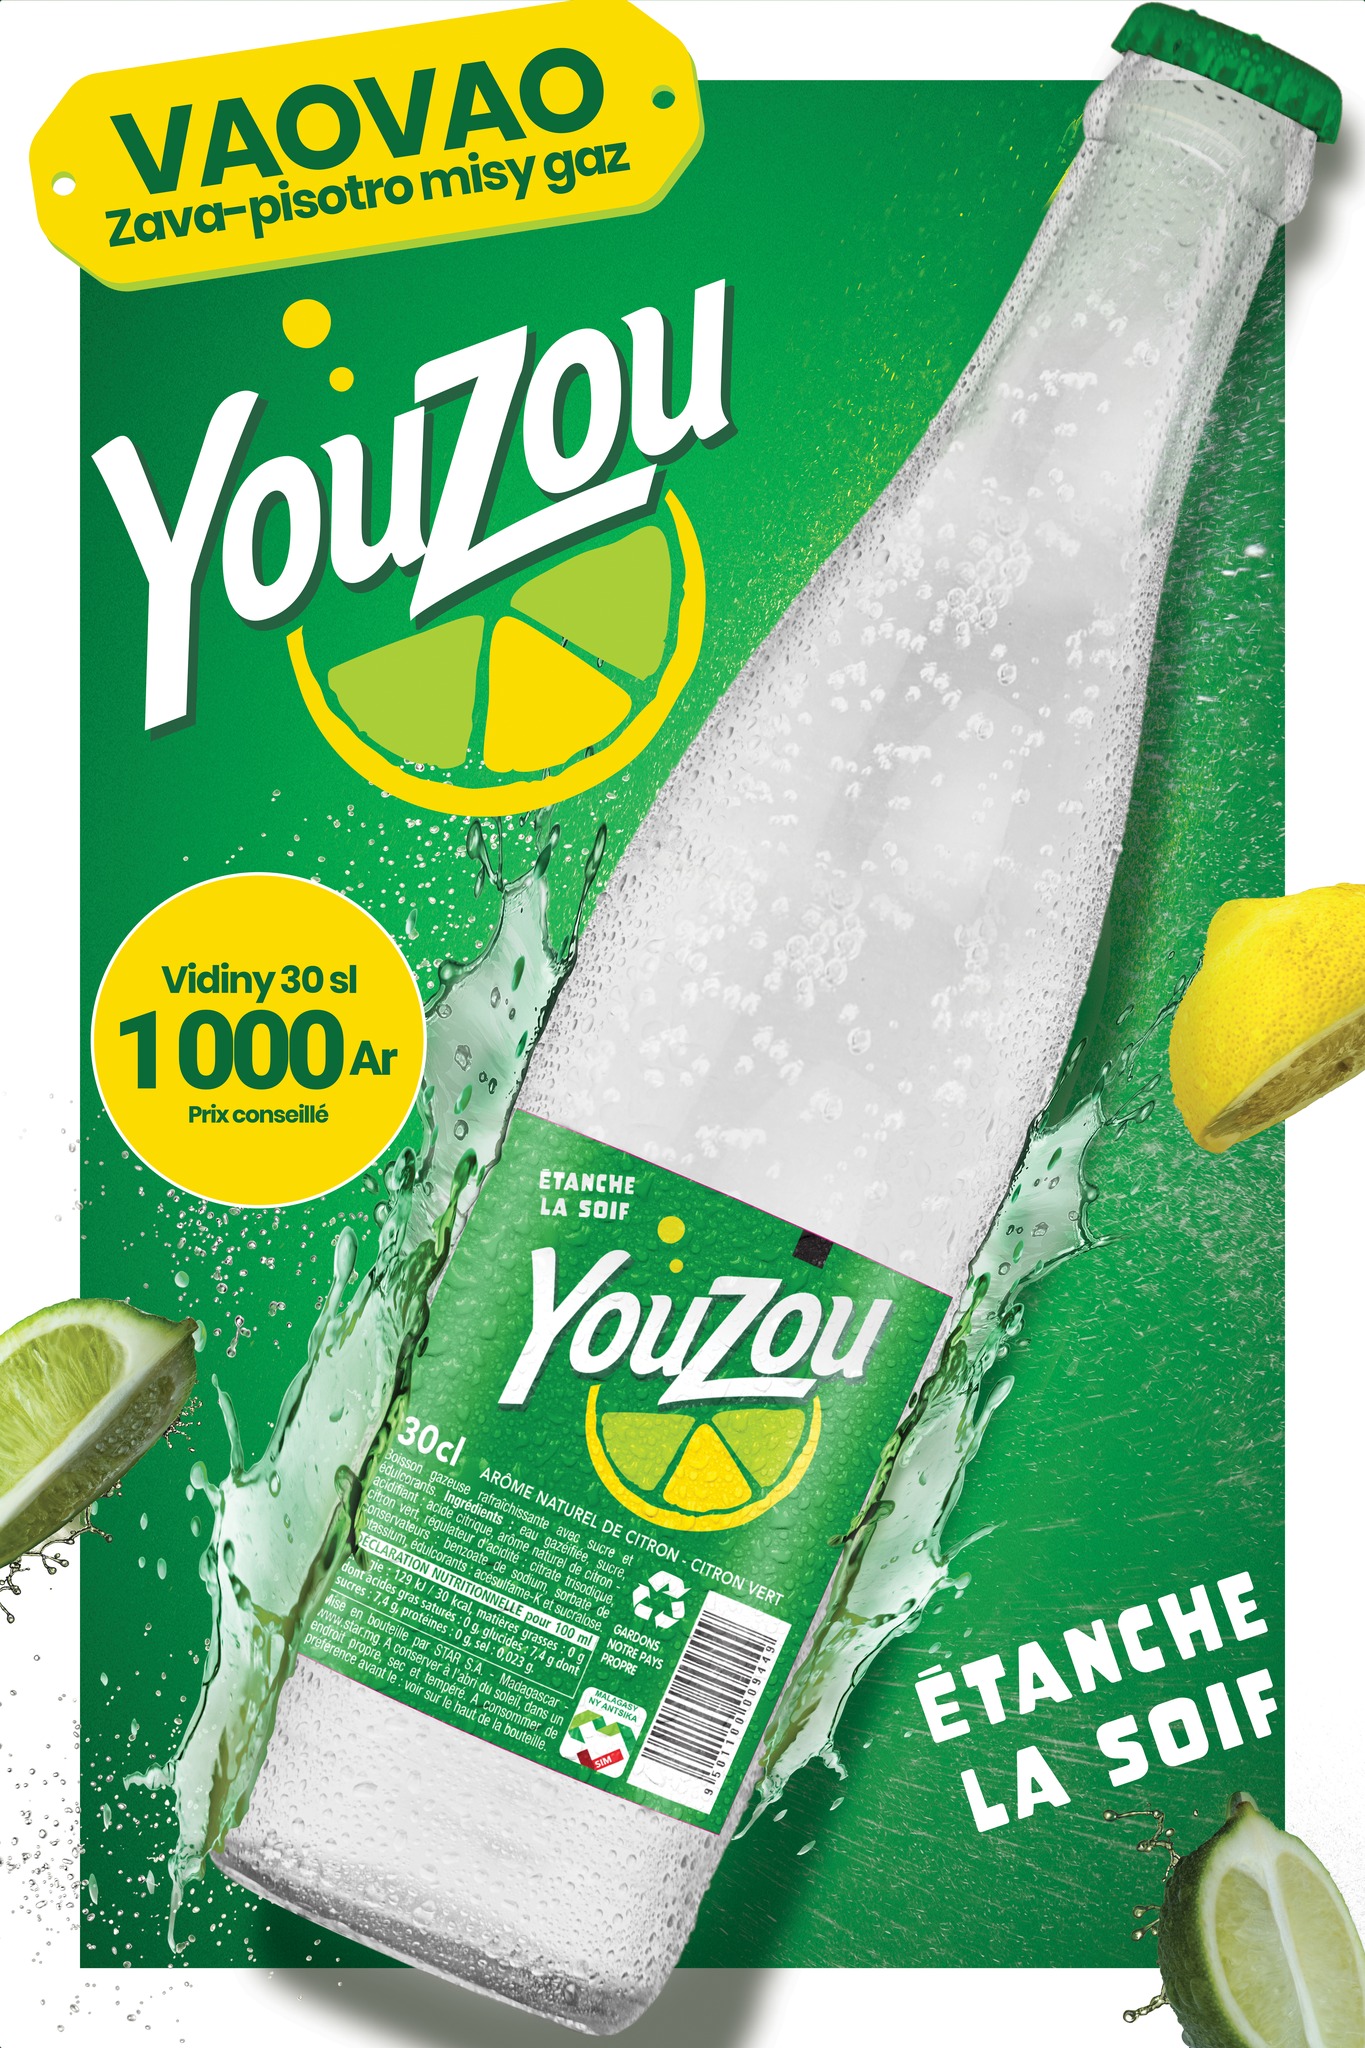 VAOVAO
Zava-pisotro misy gaz
YouZou
Vidiny 30 sl
1 000 Ar
Prix conseillé
ÉTANCHE
LA SOIF
YouZou
30cl
ARÔME NATUREL DE CITRON - CITRON VERT
Boisson gazeuse rafraîchissante avec sucre et
édulcorants. Ingrédients : eau gazéifiée, sucre,
acidifiant : acide citrique, arôme naturel de citron -
citron vert, régulateur d'acidité : citrate trisodique,
conservateurs : benzoate de sodium, sorbate de
potassium, édulcorants : acésulfame-K et sucralose.
DÉCLARATION NUTRITIONNELLE pour 100 ml
Énergie : 129 kJ / 30 kcal, matières grasses : 0 g
dont acides gras saturés : 0 g, glucides : 7,4 g dont
sucres : 7,4 g, protéines : 0 g, sel : 0,023 g.
Mise en bouteille par STAR S.A. - Madagascar -
www.star.mg. A conserver à l'abri du soleil, dans un
endroit propre, sec et tempéré. A consommer de
préférence avant le : voir sur le haut de la bouteille.
GARDONS
NOTRE PAYS
PROPRE
MALAGASY
NY ANTSIKA
SIM
9 507110 009449
ÉTANCHE
LA SOIF